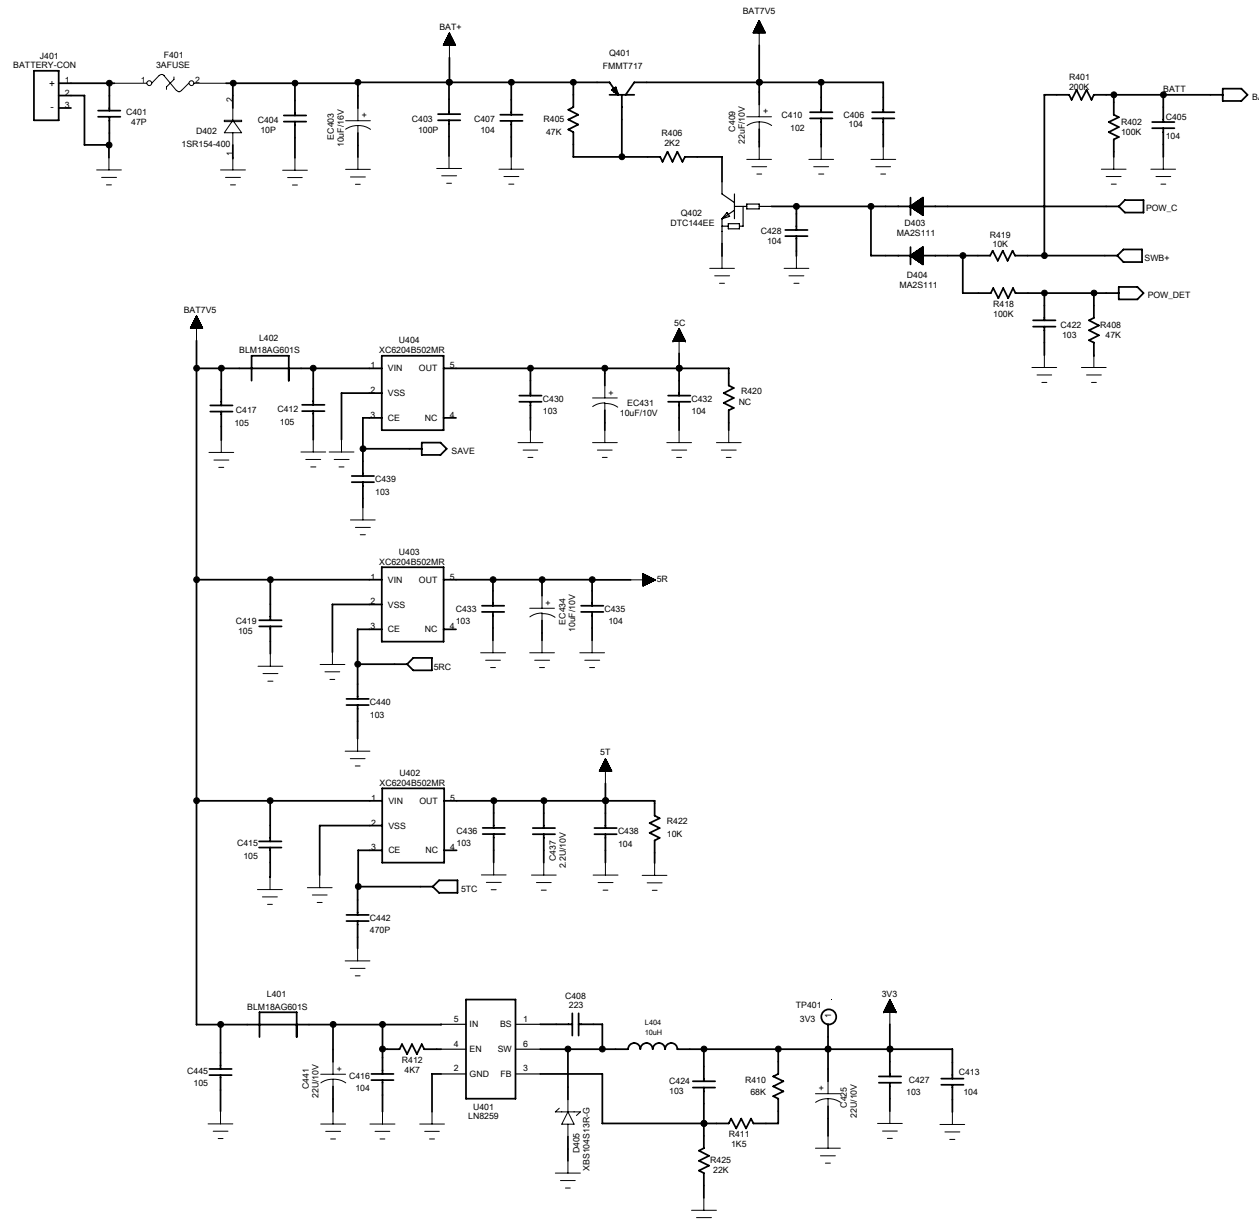 J401
BATTERY-CON
+
-
1
2
3
C401
47P
F401
3AFUSE
1
2
2
1
D402
1SR154-400
C404
10P
EC403
10uF/16V
BAT+
C403
100P
C407
104
R405
47K
Q401
FMMT717
R406
2K2
BAT7V5
C409
22uF/10V
C410
102
C406
104
Q402
DTC144EE
C428
104
D403
MA2S111
D404
MA2S111
R401
200K
BATT
R402
100K
C405
104
POW_C
R419
10K
SWB+
R418
100K
POW_DET
C422
103
R408
47K
BAT7V5
L402
BLM18AG601S
C417
105
C412
105
U404
XC6204B502MR
1 VIN OUT 5
2 VSS
3 CE NC 4
SAVE
C439
103
C430
103
EC431
10uF/10V
5C
C432
104
R420
NC
U403
XC6204B502MR
1 VIN OUT 5
2 VSS
3 CE NC 4
C419
105
5RC
C440
103
C433
103
EC434
10uF/10V
C435
104
5R
U402
XC6204B502MR
1 VIN OUT 5
2 VSS
3 CE NC 4
C415
105
5TC
C442
470P
C436
103
C437
2.2U/10V
5T
C438
104
R422
10K
L401
BLM18AG601S
C445
105
C441
22U/10V
C416
104
R412
4K7
5 IN BS 1
4 EN SW 6
2 GND FB 3
U401
LN8259
C408
223
D405
XBS104S13R-G
L404
10uH
C424
103
R410
68K
R411
1K5
R425
22K
TP401
3V3
1
C425
22U/10V
3V3
C427
103
C413
104